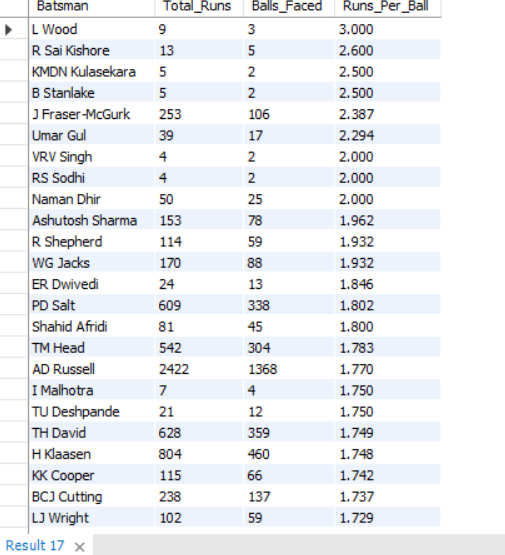 Batsman Total_Runs Balls_Faced Runs_Per_Ball
L Wood 9 3 3.000
R Sai Kishore 13 5 2.600
KMDN Kulasekara 5 2 2.500
B Stanlake 5 2 2.500
J Fraser-McGurk 253 106 2.387
Umar Gul 39 17 2.294
VRV Singh 4 2 2.000
RS Sodhi 4 2 2.000
Naman Dhir 50 25 2.000
Ashutosh Sharma 153 78 1.962
R Shepherd 114 59 1.932
WG Jacks 170 88 1.932
ER Dwivedi 24 13 1.846
PD Salt 609 338 1.802
Shahid Afridi 81 45 1.800
TM Head 542 304 1.783
AD Russell 2422 1368 1.770
I Malhotra 7 4 1.750
TU Deshpande 21 12 1.750
TH David 628 359 1.749
H Klaasen 804 460 1.748
KK Cooper 115 66 1.742
BCJ Cutting 238 137 1.737
LJ Wright 102 59 1.729
Result 17